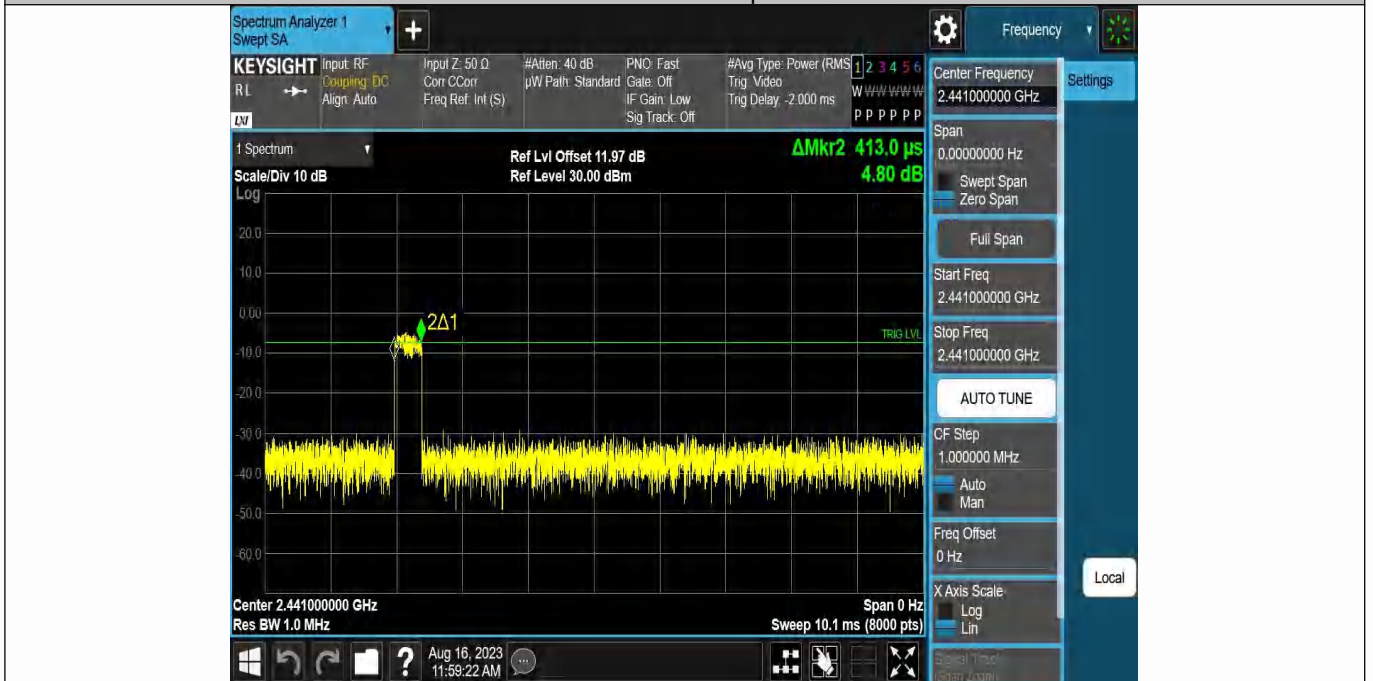 Spectrum Analyzer 1
Swept SA
+
Frequency
KEYSIGHT
RL
LXI
Input: RF
Coupling: DC
Align: Auto
Input Z: 50 Ω
Corr CCorr
Freq Ref: Int (S)
#Atten: 40 dB
µW Path: Standard
PNO: Fast
Gate: Off
IF Gain: Low
Sig Track: Off
#Avg Type: Power (RMS
Trig: Video
Trig Delay: -2.000 ms
1 2 3 4 5 6
W W W W W W
P P P P P P
Center Frequency
2.441000000 GHz
Settings
1 Spectrum
Scale/Div 10 dB
Ref Lvl Offset 11.97 dB
Ref Level 30.00 dBm
ΔMkr2 413.0 µs
4.80 dB
Span
0.00000000 Hz
Swept Span
Zero Span
Full Span
Start Freq
2.441000000 GHz
Stop Freq
2.441000000 GHz
AUTO TUNE
CF Step
1.000000 MHz
Auto
Man
Freq Offset
0 Hz
X Axis Scale
Log
Lin
Local
Log
20.0
10.0
0.00
-10.0
-20.0
-30.0
-40.0
-50.0
-60.0
2Δ1
TRIG LVL
Center 2.441000000 GHz
Res BW 1.0 MHz
Span 0 Hz
Sweep 10.1 ms (8000 pts)
?
Aug 16, 2023
11:59:22 AM